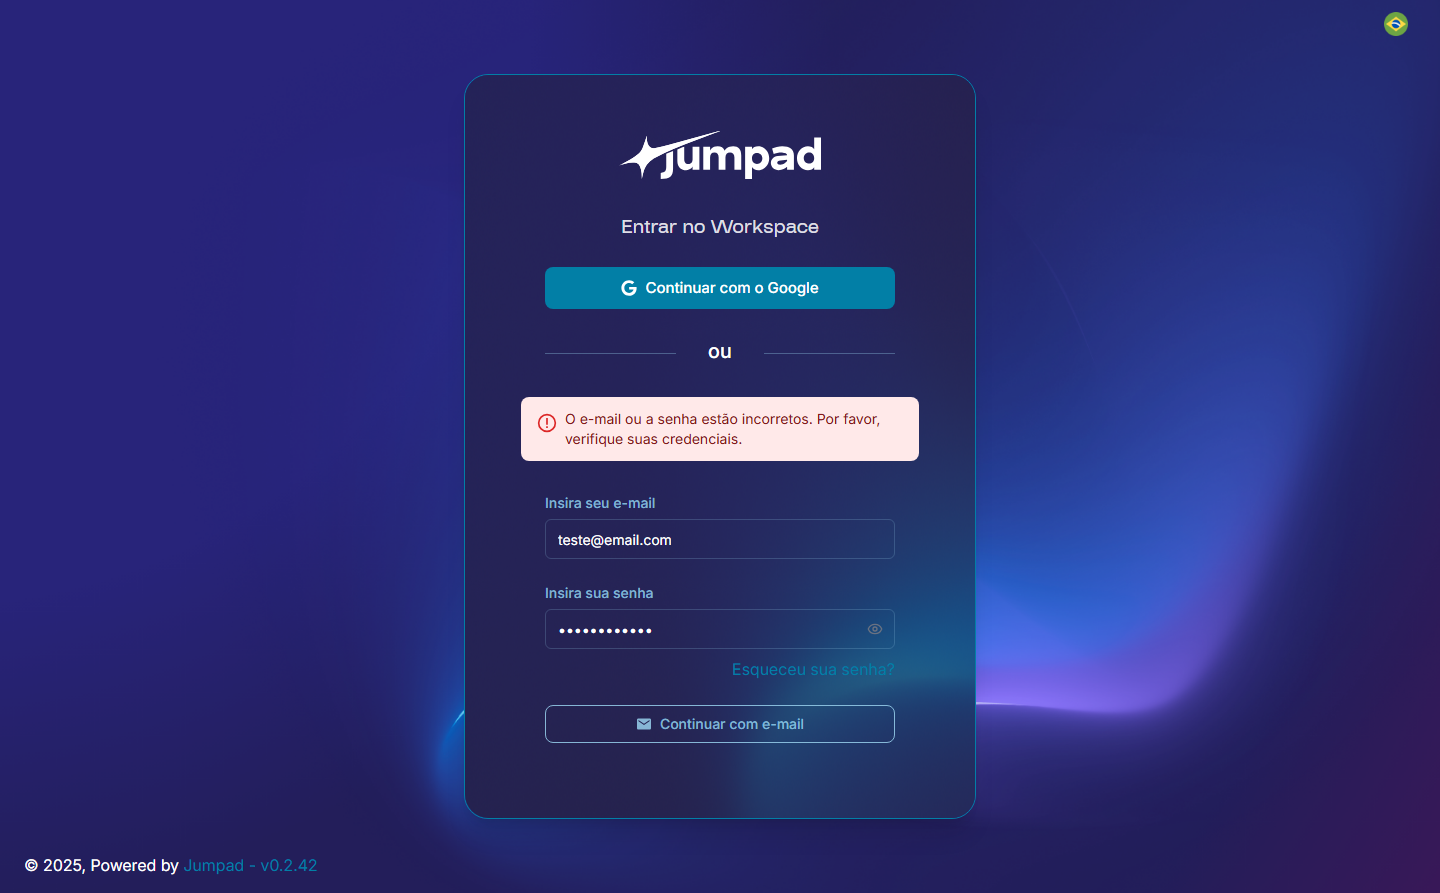 jumpad
Entrar no Workspace
Continuar com o Google
ou
O e-mail ou a senha estão incorretos. Por favor,
verifique suas credenciais.
Insira seu e-mail
teste@email.com
Insira sua senha
••••••••••••
Esqueceu sua senha?
Continuar com e-mail
© 2025, Powered by Jumpad - v0.2.42